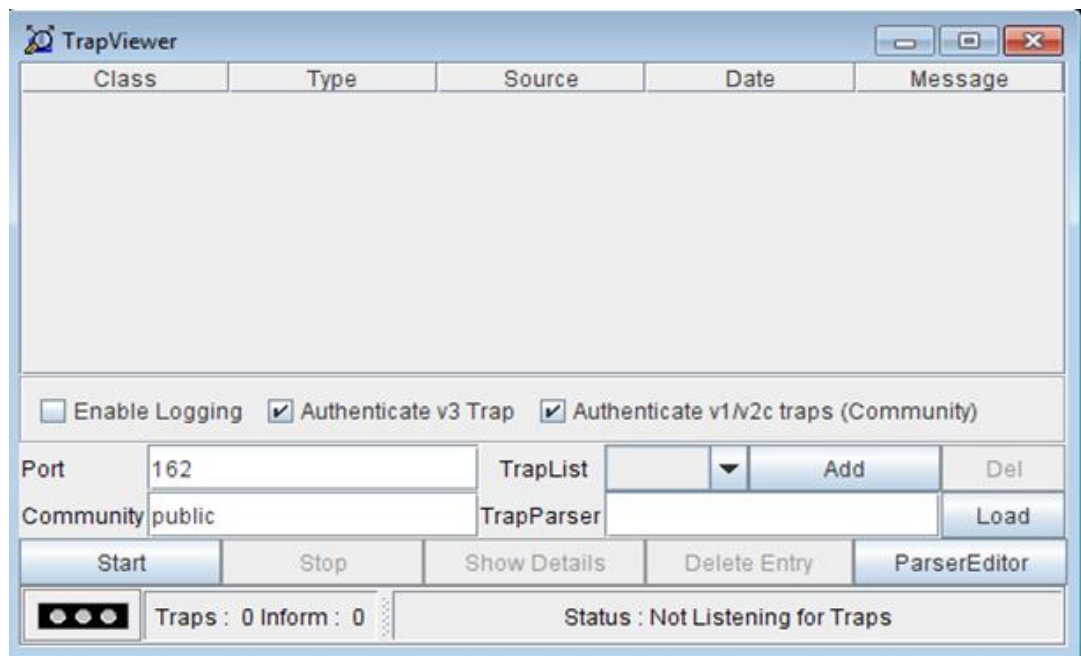 TrapViewer
Class Type Source Date Message
Enable Logging Authenticate v3 Trap Authenticate v1/v2c traps (Community)
Port 162 TrapList Add Del
Community public TrapParser Load
Start Stop Show Details Delete Entry ParserEditor
Traps : 0 Inform : 0 Status : Not Listening for Traps